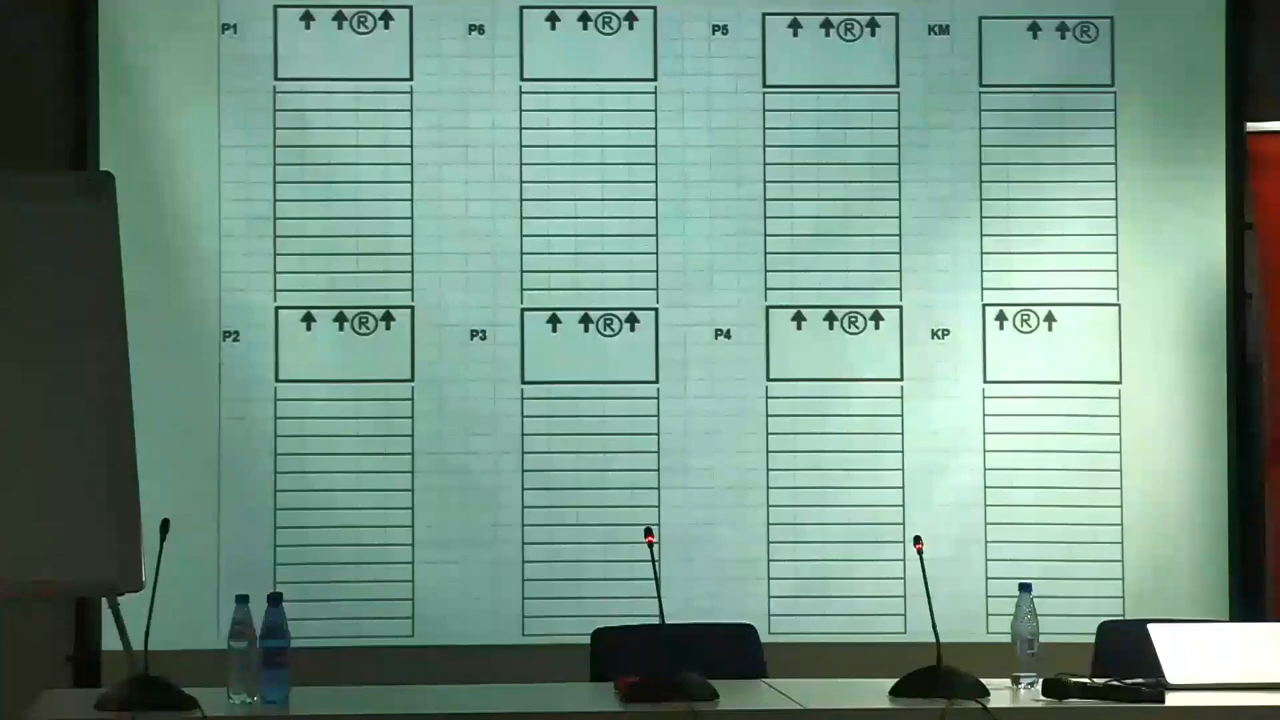 P1 ↑ ↑®↑ P6 ↑ ↑®↑ P5 ↑ ↑®↑ KM ↑ ↑®
P2 ↑ ↑®↑ P3 ↑ ↑®↑ P4 ↑ ↑®↑ KP ↑®↑